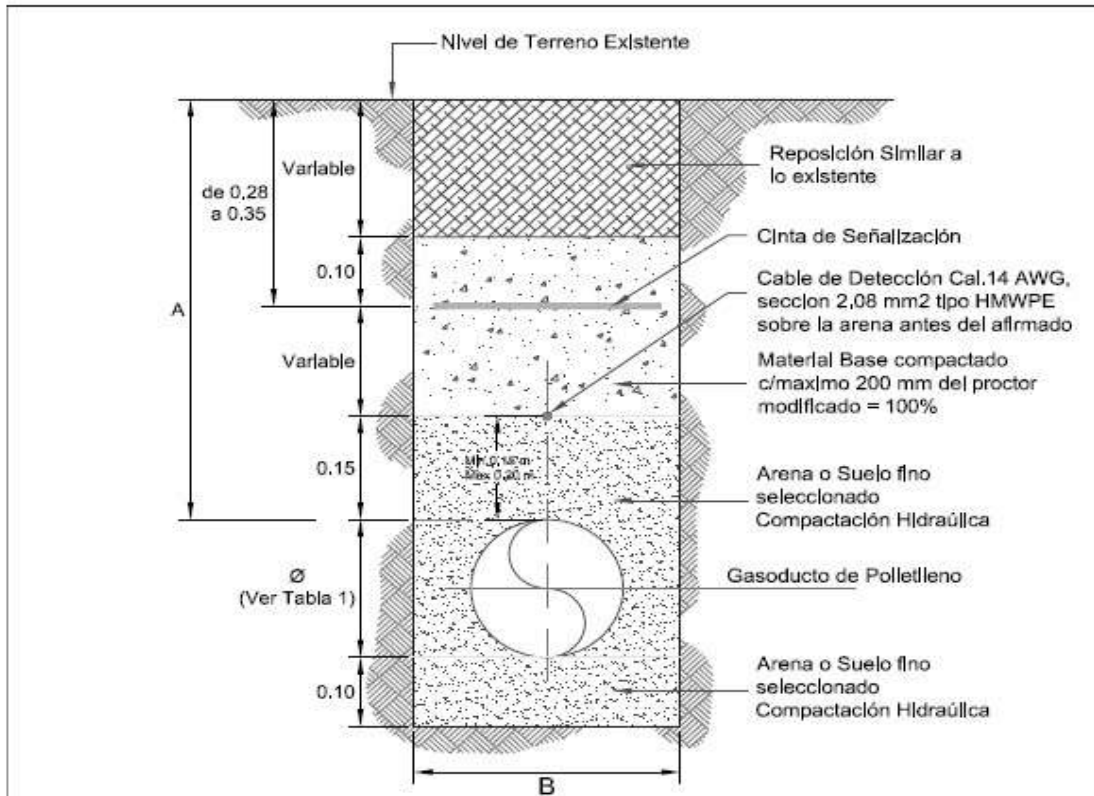 Nivel de Terreno Existente
Variable
de 0,28
a 0.35
Reposición Similar a
lo existente
Cinta de Señalización
0.10
Cable de Detección Cal.14 AWG,
seccion 2,08 mm2 tipo HMWPE
sobre la arena antes del afirmado
A
Variable
Material Base compactado
c/maximo 200 mm del proctor
modificado = 100%
0.15
Max 0,20 m
Arena o Suelo fino
seleccionado
Compactación Hidraúlica
Gasoducto de Polietileno
Ø
(Ver Tabla 1)
0.10
Arena o Suelo fino
seleccionado
Compactación Hidraúlica
B